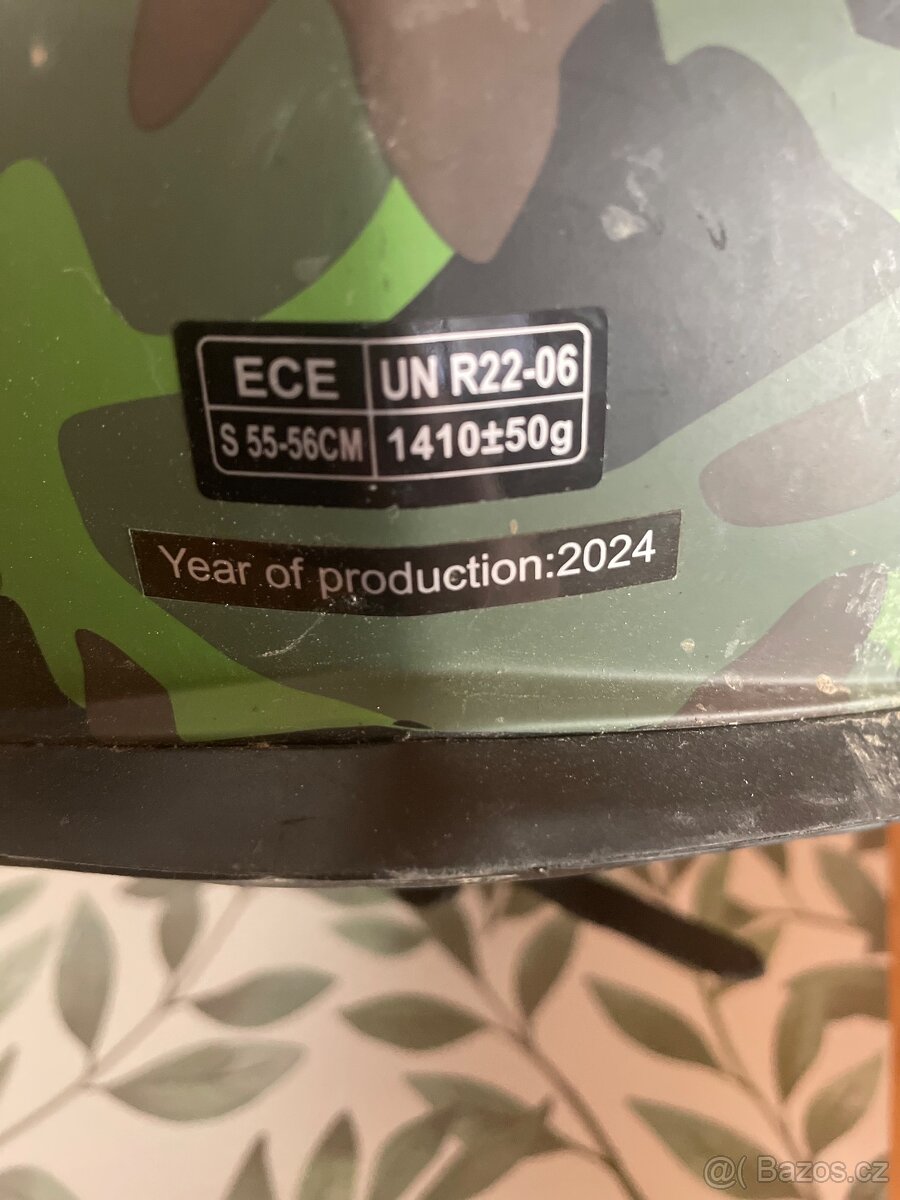 ECE UN R22-06
S 55-56CM 1410±50g
Year of production:2024
@( Bazos.cz